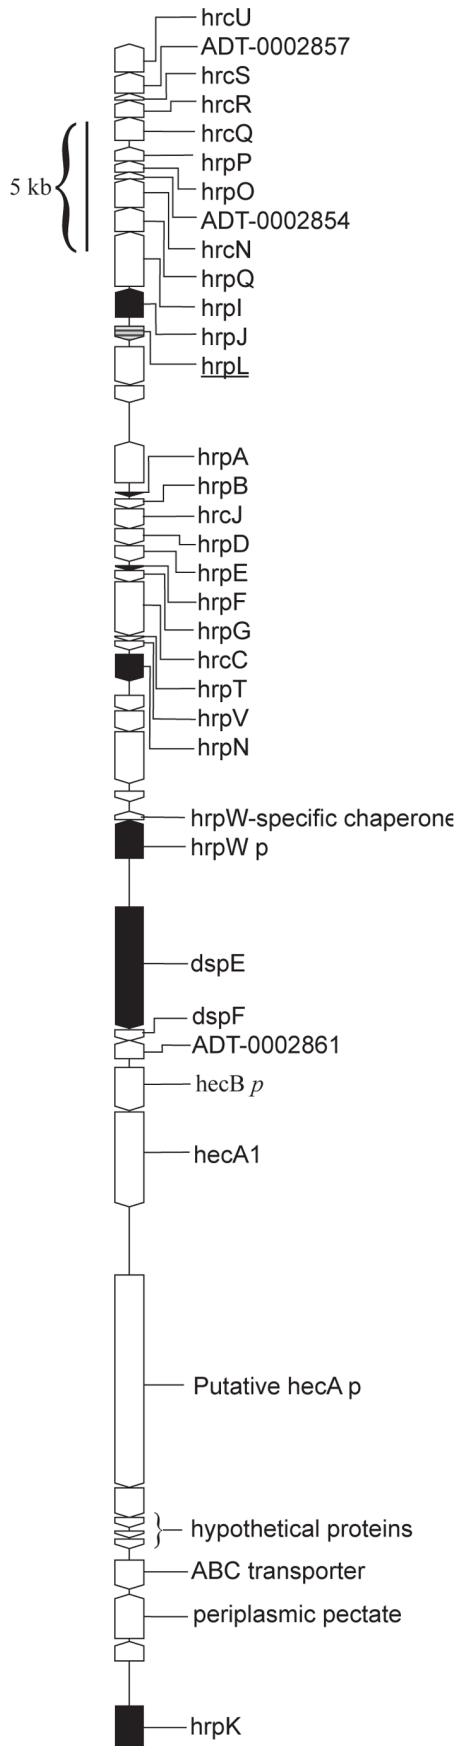 hrcU
ADT-0002857
hrcS
hrcR
hrcQ
hrpP
5 kb
hrpO
ADT-0002854
hrcN
hrpQ
hrpI
hrpJ
hrpL
hrpA
hrpB
hrcJ
hrpD
hrpE
hrpF
hrpG
hrcC
hrpT
hrpV
hrpN
hrpW-specific chaperone
hrpW p
dspE
dspF
ADT-0002861
hecB p
hecA1
Putative hecA p
hypothetical proteins
ABC transporter
periplasmic pectate
hrpK